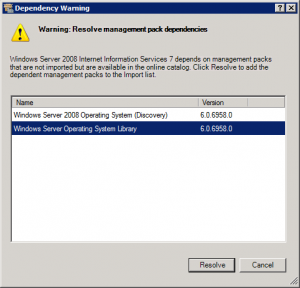 Dependency Warning
Warning: Resolve management pack dependencies
Windows Server 2008 Internet Information Services 7 depends on management packs
that are not imported but are available in the online catalog. Click Resolve to add the
dependent management packs to the Import list.
Name Version
Windows Server 2008 Operating System (Discovery) 6.0.6958.0
Windows Server Operating System Library 6.0.6958.0
Resolve Cancel